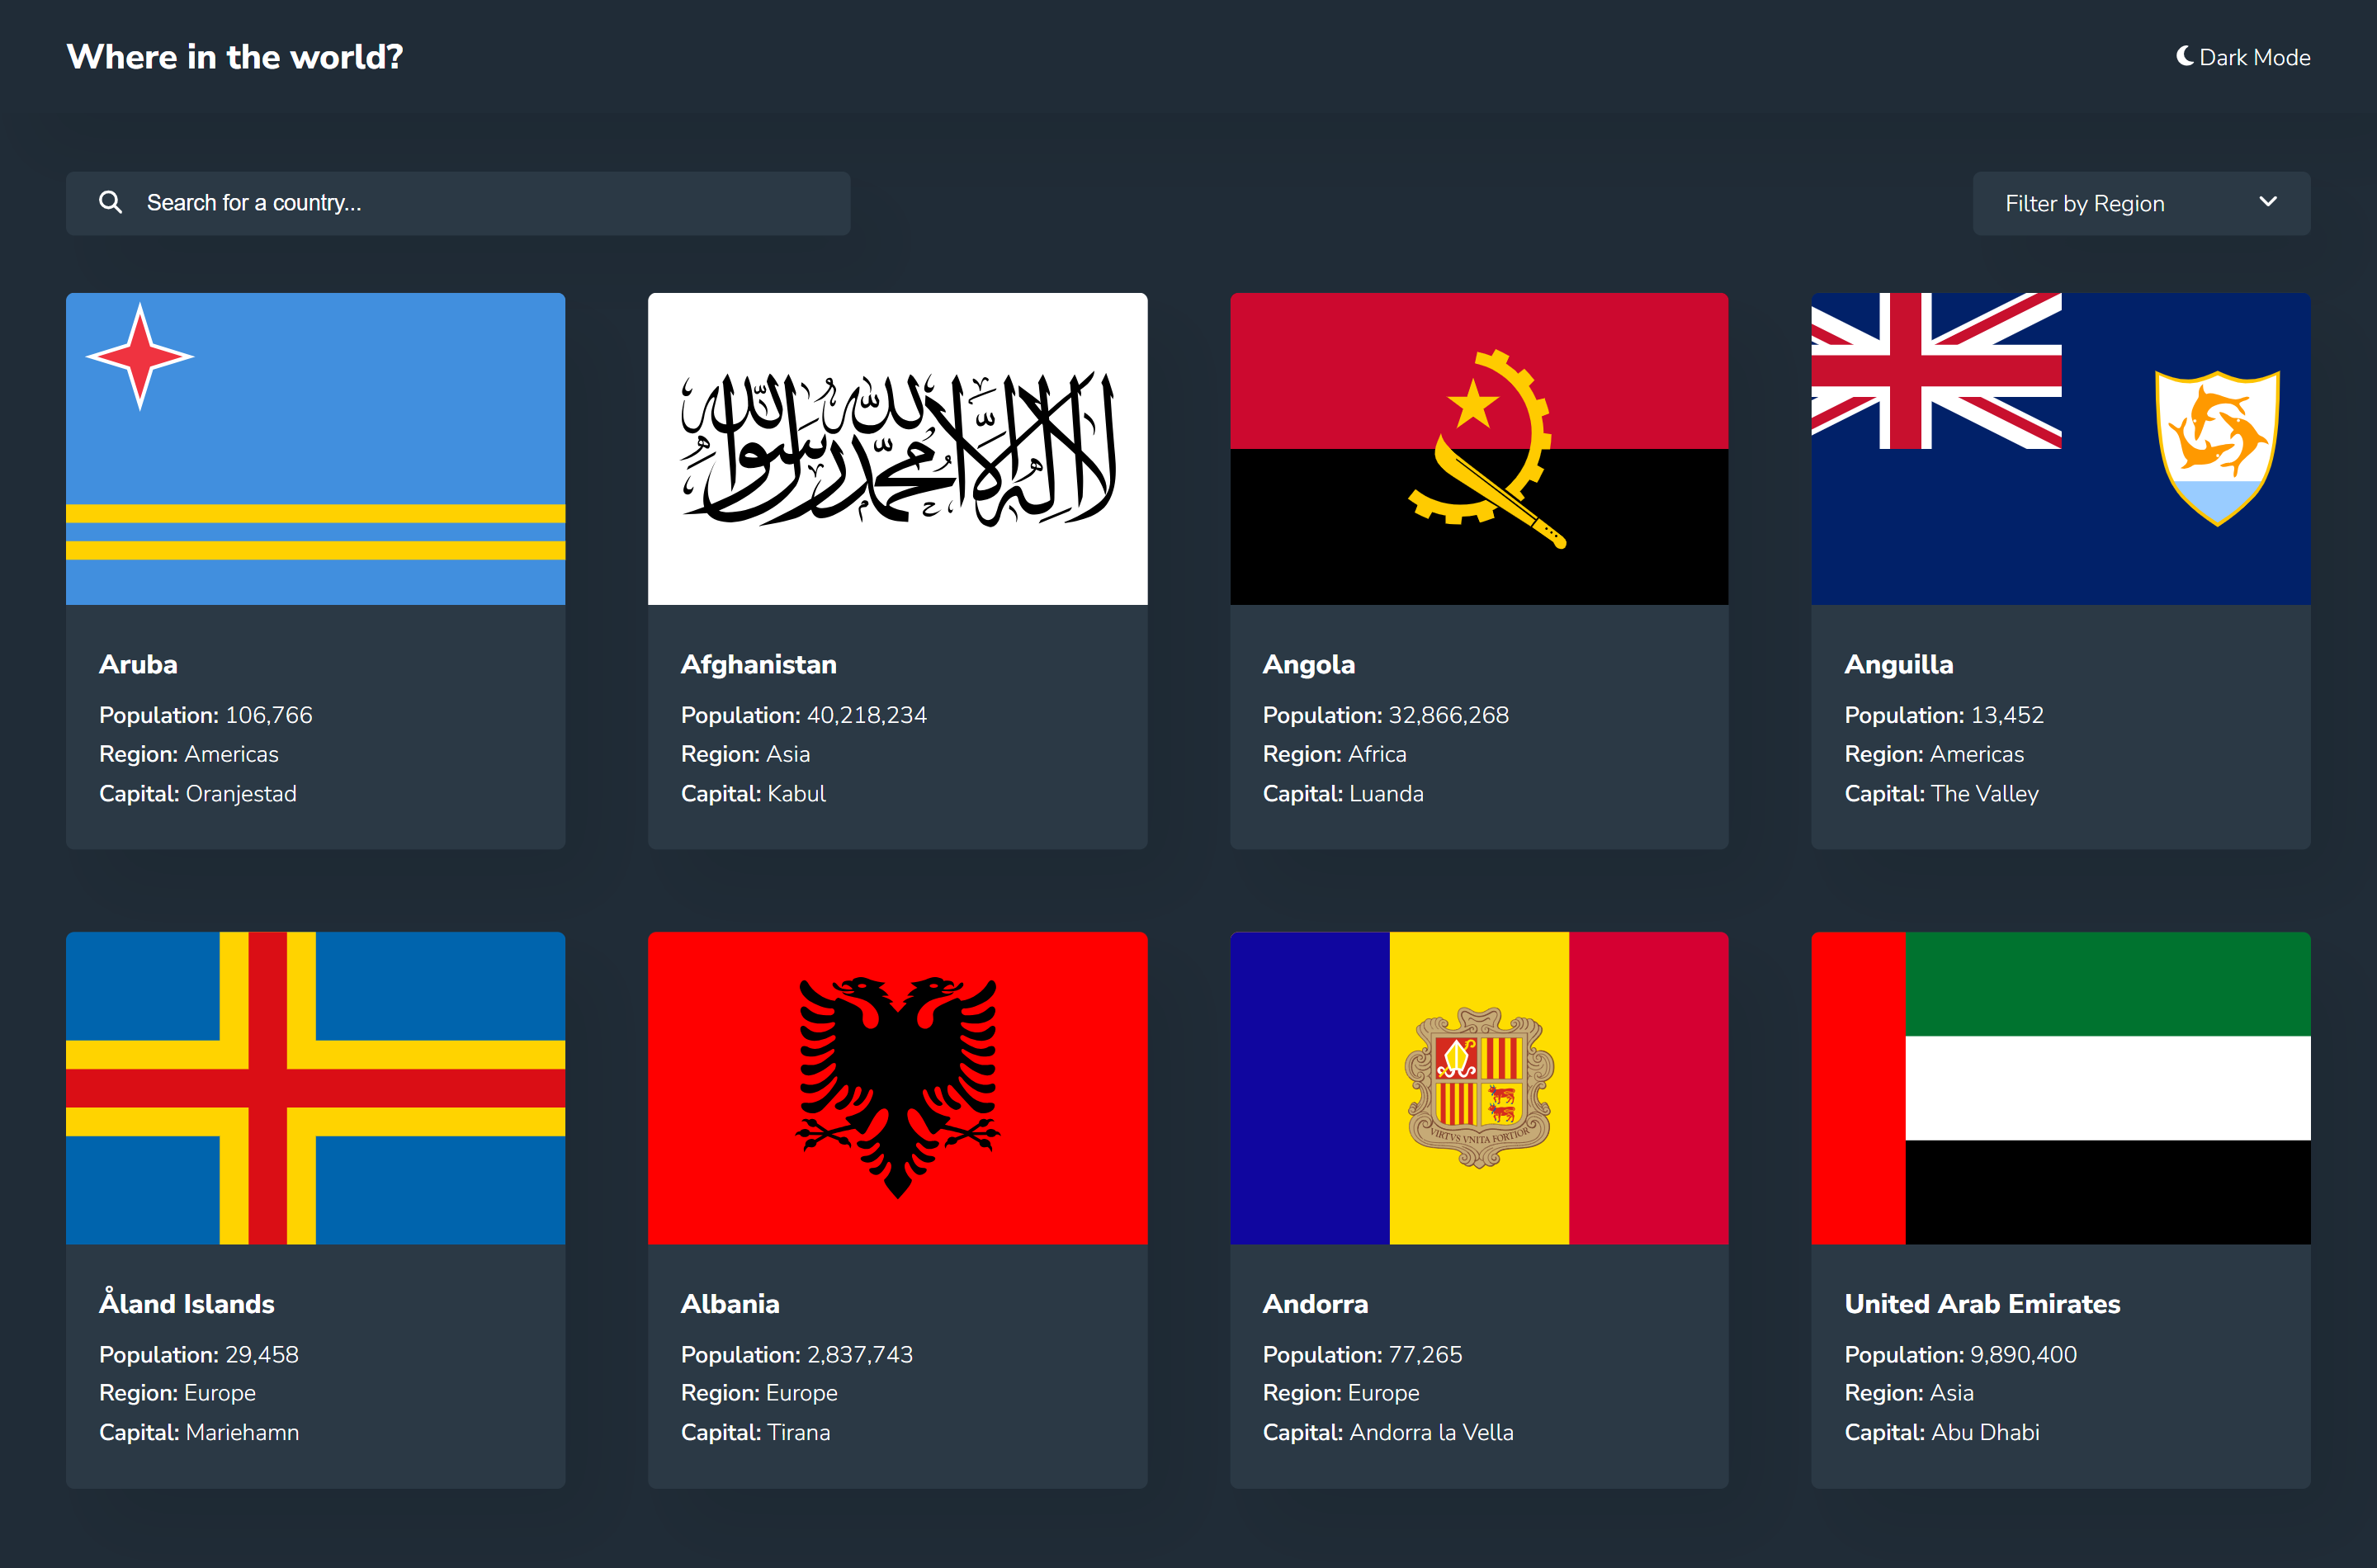 Where in the world?
Dark Mode
Search for a country...
Filter by Region
لا إله إلا الله محمد رسول الله
Aruba
Population: 106,766
Region: Americas
Capital: Oranjestad
Afghanistan
Population: 40,218,234
Region: Asia
Capital: Kabul
Angola
Population: 32,866,268
Region: Africa
Capital: Luanda
Anguilla
Population: 13,452
Region: Americas
Capital: The Valley
VIRTVS VNITA FORTIOR
Åland Islands
Population: 29,458
Region: Europe
Capital: Mariehamn
Albania
Population: 2,837,743
Region: Europe
Capital: Tirana
Andorra
Population: 77,265
Region: Europe
Capital: Andorra la Vella
United Arab Emirates
Population: 9,890,400
Region: Asia
Capital: Abu Dhabi